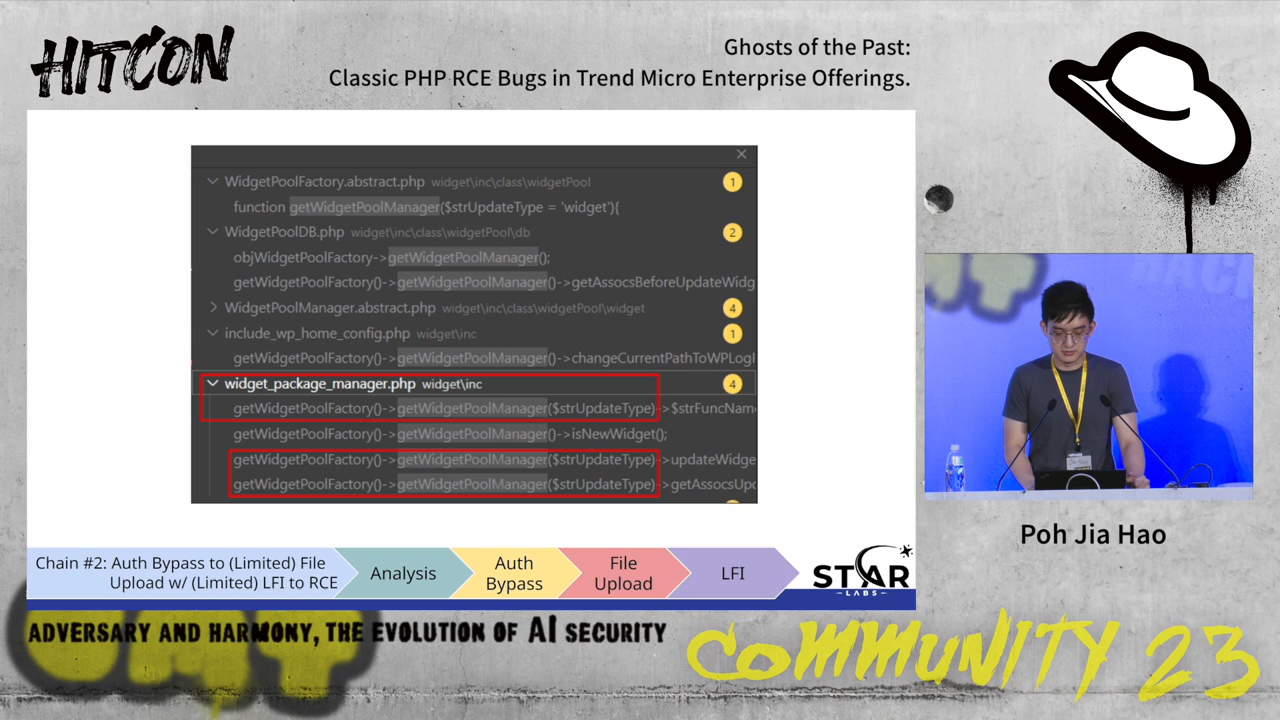 HITCON
Ghosts of the Past:
Classic PHP RCE Bugs in Trend Micro Enterprise Offerings.
WidgetPoolFactory.abstract.php widget\inc\class\widgetPool 1
function getWidgetPoolManager($strUpdateType = 'widget'){
WidgetPoolDB.php widget\inc\class\widgetPool\db 2
objWidgetPoolFactory->getWidgetPoolManager();
getWidgetPoolFactory()->getWidgetPoolManager()->getAssocsBeforeUpdateWidg
WidgetPoolManager.abstract.php widget\inc\class\widgetPool\widget 4
include_wp_home_config.php widget\inc 1
getWidgetPoolFactory()->getWidgetPoolManager()->changeCurrentPathToWPLogI
widget_package_manager.php widget\inc 4
getWidgetPoolFactory()->getWidgetPoolManager($strUpdateType)->$strFuncName
getWidgetPoolFactory()->getWidgetPoolManager()->isNewWidget();
getWidgetPoolFactory()->getWidgetPoolManager($strUpdateType)->updateWidge
getWidgetPoolFactory()->getWidgetPoolManager($strUpdateType)->getAssocsUpd
Chain #2: Auth Bypass to (Limited) File
Upload w/ (Limited) LFI to RCE
Analysis
Auth
Bypass
File
Upload
LFI
STAR
LABS
Poh Jia Hao
ADVERSARY AND HARMONY, THE EVOLUTION OF AI SECURITY
COMMUNITY 23